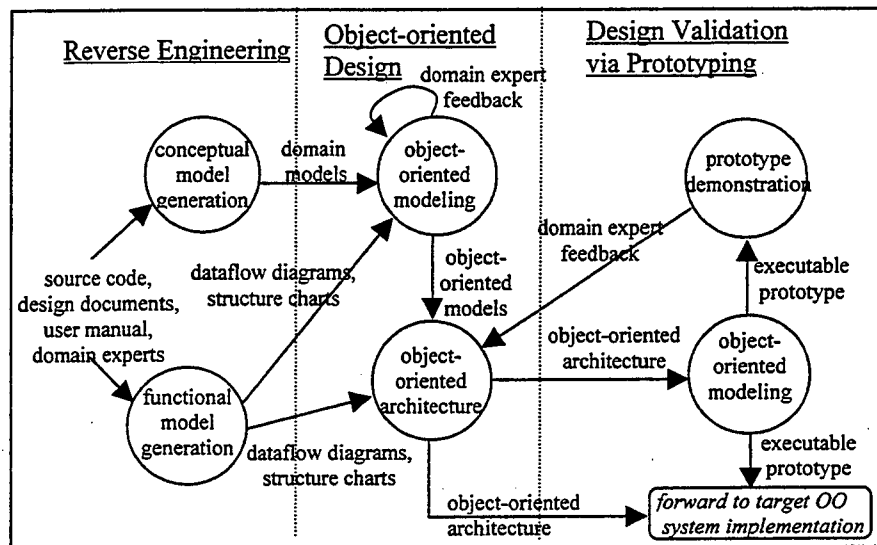 Reverse Engineering
Object-oriented
Design
Design Validation
via Prototyping
domain expert
feedback
conceptual
model
generation
domain
models
object-
oriented
modeling
prototype
demonstration
domain expert
feedback
source code,
design documents,
user manual,
domain experts
dataflow diagrams,
structure charts
object-
oriented
models
executable
prototype
functional
model
generation
object-
oriented
architecture
object-oriented
architecture
object-
oriented
modeling
dataflow diagrams,
structure charts
executable
prototype
object-oriented
architecture
forward to target OO
system implementation